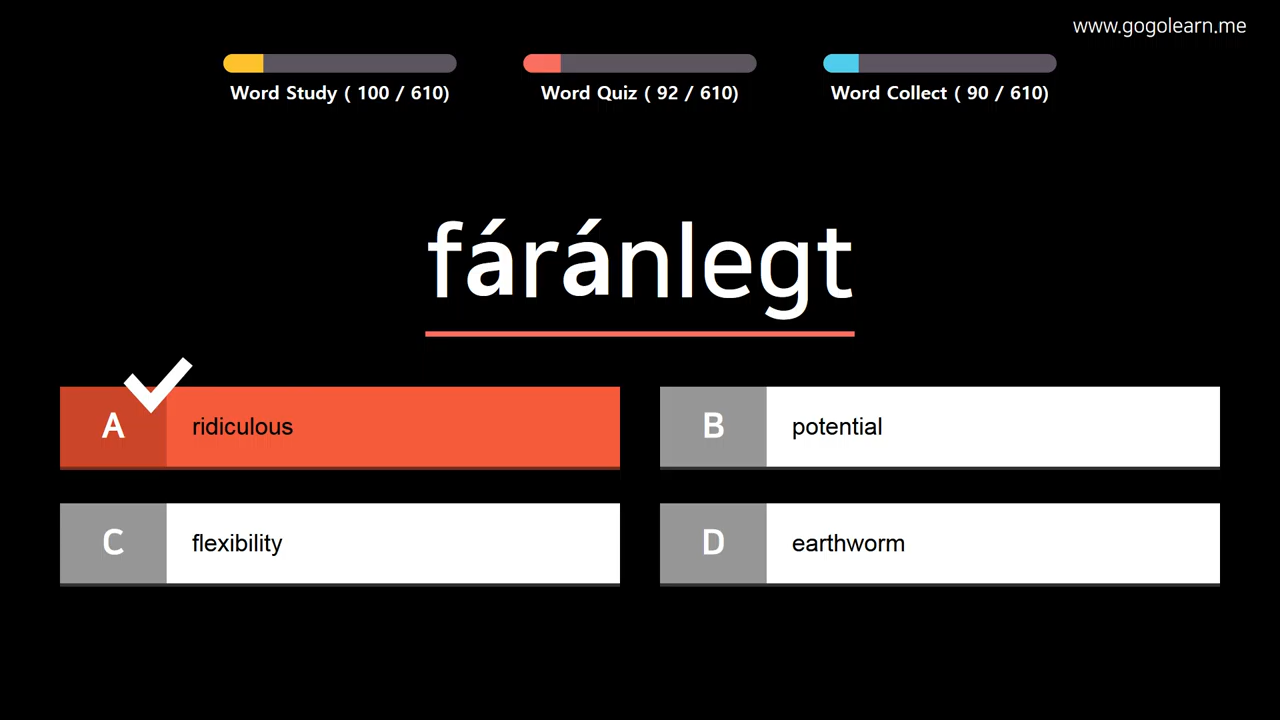 www.gogolearn.me
Word Study ( 100 / 610)
Word Quiz ( 92 / 610)
Word Collect ( 90 / 610)
fáránlegt
A ridiculous
B potential
C flexibility
D earthworm